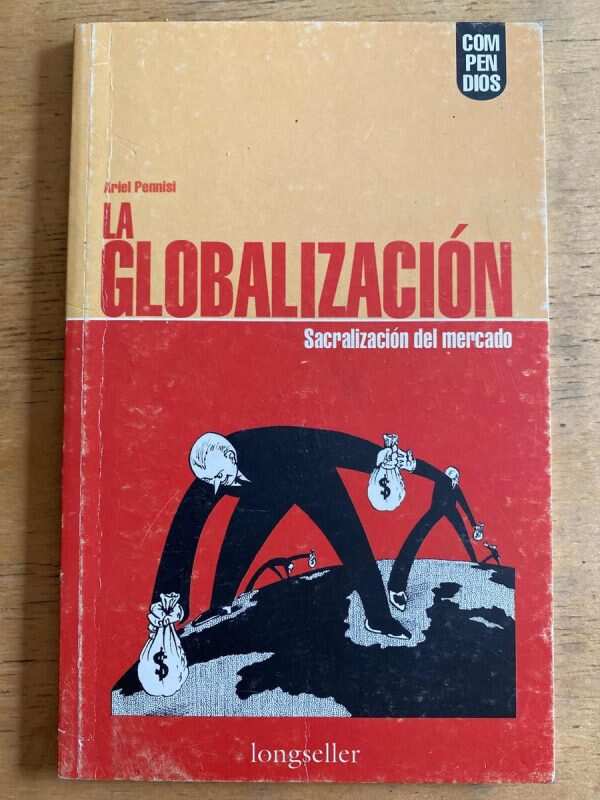 COM
PEN
DIOS
Ariel Pennisi
LA
GLOBALIZACIÓN
Sacralización del mercado
$
$
longseller